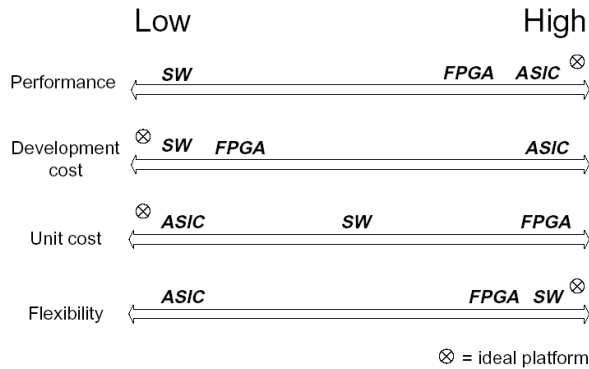 Low High
Performance SW FPGA ASIC
Development cost SW FPGA ASIC
Unit cost ASIC SW FPGA
Flexibility ASIC FPGA SW
⊗ = ideal platform